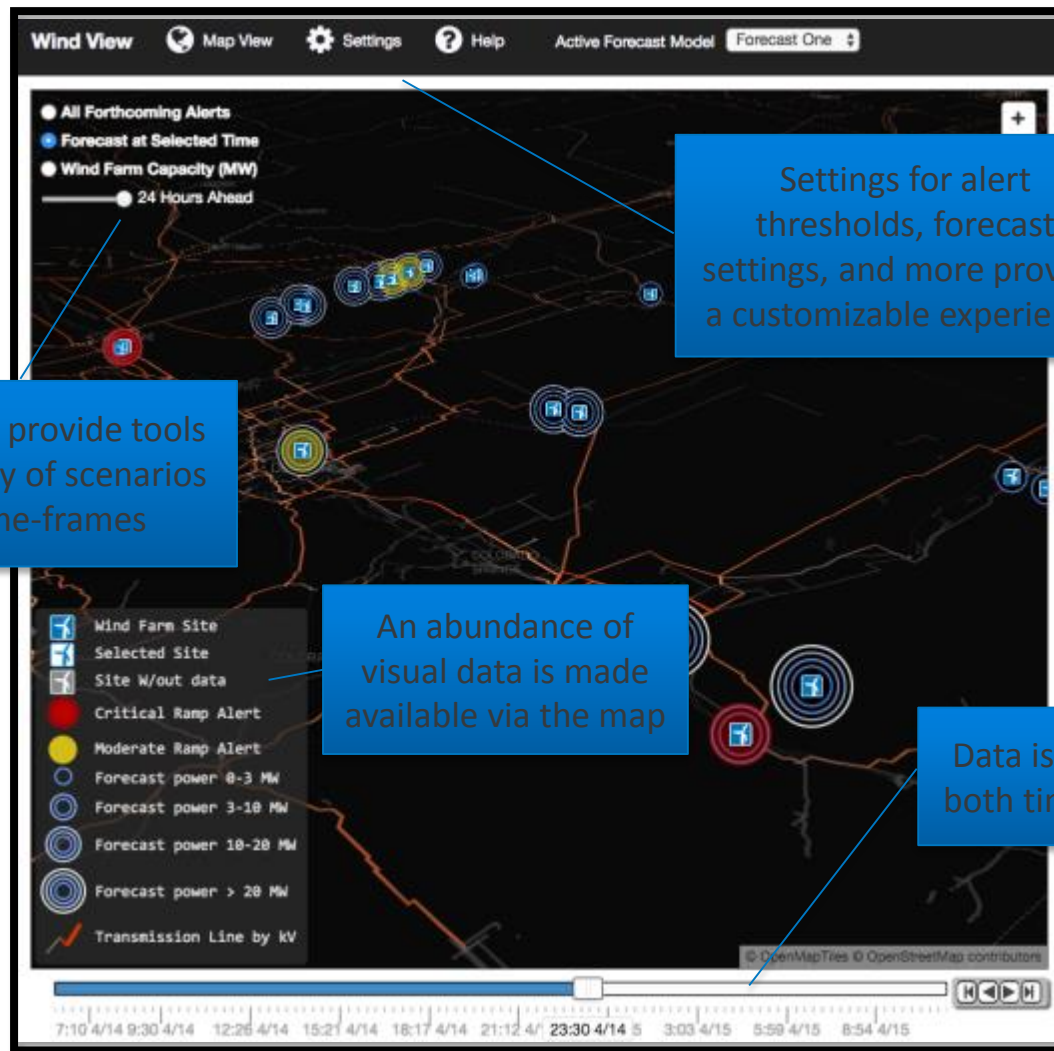 Wind View Map View Settings Help Active Forecast Model Forecast One
All Forthcoming Alerts
Forecast at Selected Time
Wind Farm Capacity (MW)
24 Hours Ahead
+
Settings for alert
thresholds, forecast
settings, and more prov
a customizable experie
provide tools
y of scenarios
me-frames
COLORADO
SPRINGS
An abundance of
visual data is made
available via the map
Wind Farm Site
Selected Site
Site W/out data
Critical Ramp Alert
Moderate Ramp Alert
Forecast power 0-3 MW
Forecast power 3-10 MW
Forecast power 10-20 MW
Forecast power > 20 MW
Transmission Line by kV
Data is
both tim
© OpenMapTiles © OpenStreetMap contributors
7:10 4/14 9:30 4/14 12:26 4/14 15:21 4/14 18:17 4/14 21:12 4/ 23:30 4/14 5 3:03 4/15 5:59 4/15 8:54 4/15